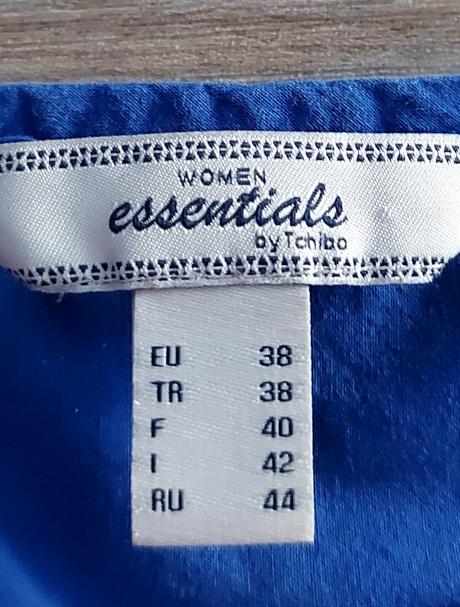 WOMEN
essentials
by Tchibo
EU 38
TR 38
F 40
I 42
RU 44